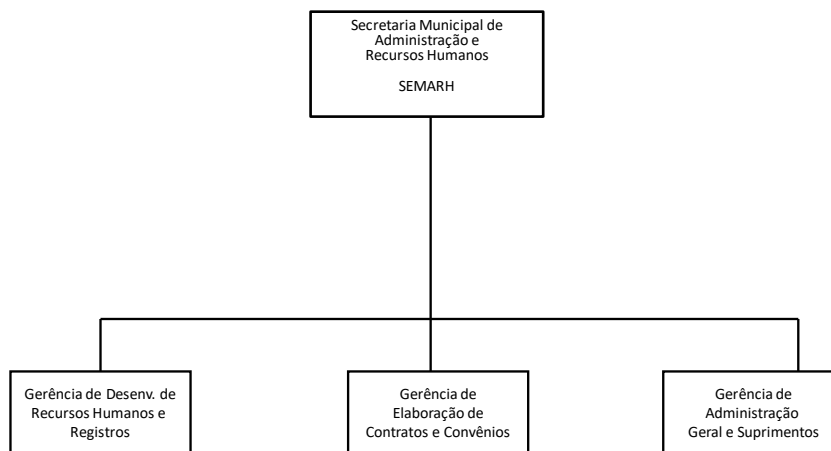 Secretaria Municipal de
Administração e
Recursos Humanos
SEMARH
Gerência de Desenv. de
Recursos Humanos e
Registros
Gerência de
Elaboração de
Contratos e Convênios
Gerência de
Administração
Geral e Suprimentos